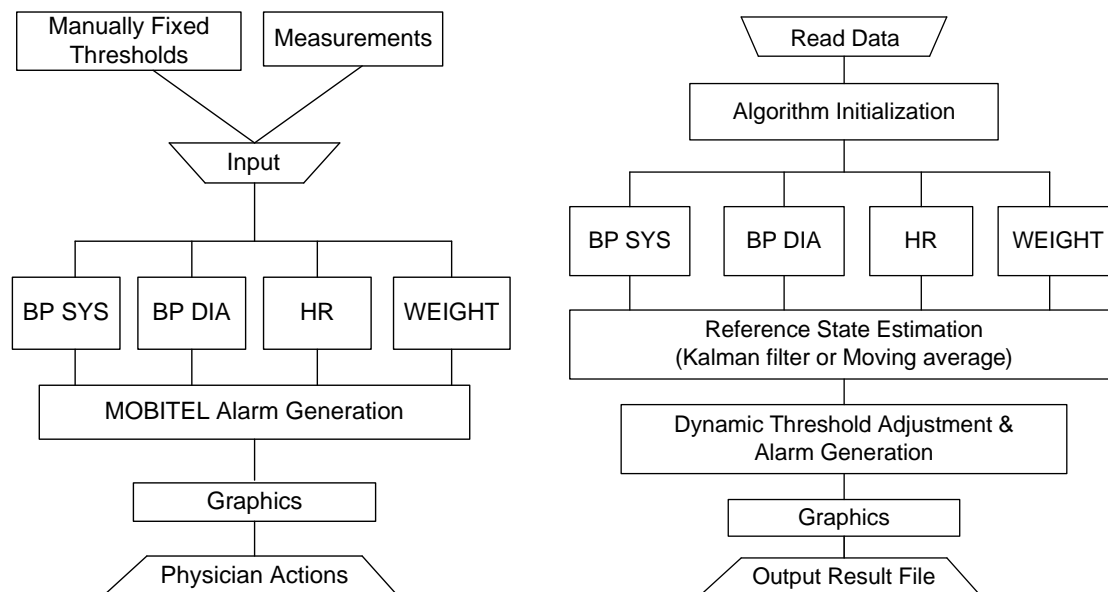 Manually Fixed
Thresholds
Measurements
Input
BP SYS
BP DIA
HR
WEIGHT
MOBITEL Alarm Generation
Graphics
Physician Actions
Read Data
Algorithm Initialization
BP SYS
BP DIA
HR
WEIGHT
Reference State Estimation
(Kalman filter or Moving average)
Dynamic Threshold Adjustment &
Alarm Generation
Graphics
Output Result File